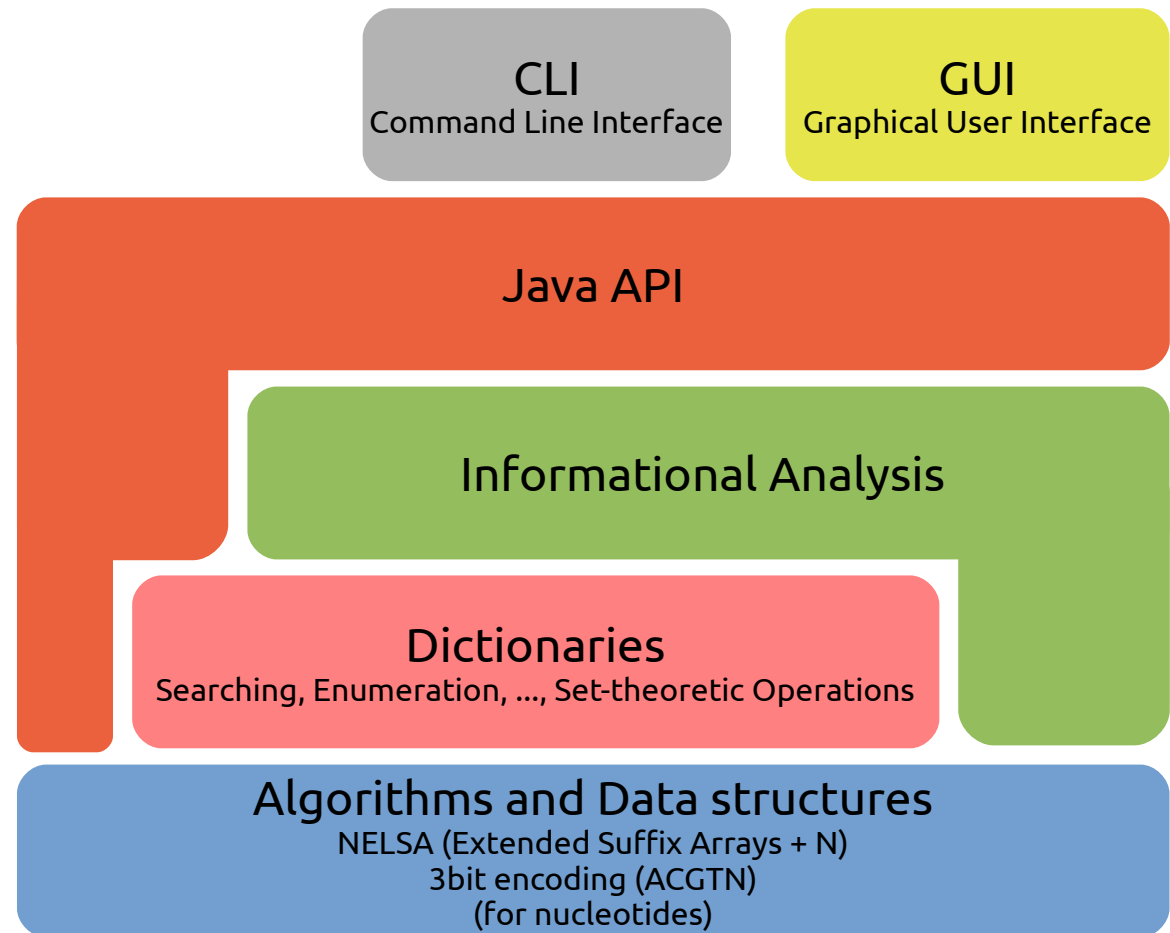 CLI
Command Line Interface
GUI
Graphical User Interface
Java API
Informational Analysis
Dictionaries
Searching, Enumeration, ..., Set-theoretic Operations
Algorithms and Data structures
NELSA (Extended Suffix Arrays + N)
3bit encoding (ACGTN)
(for nucleotides)